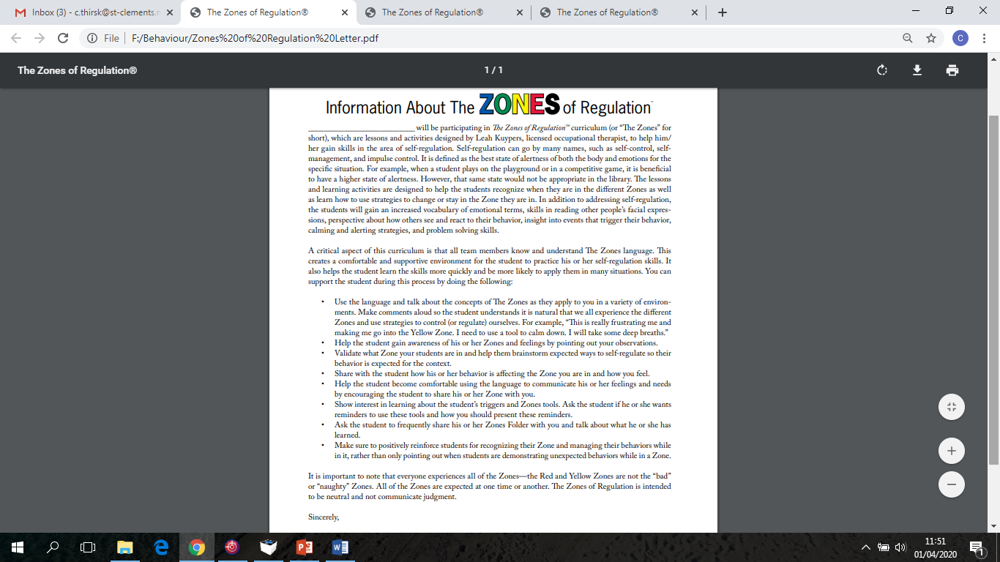 Inbox (3) - c.thirsk@st-clements.n
The Zones of Regulation®
The Zones of Regulation®
The Zones of Regulation®
File
F:/Behaviour/Zones%20of%20Regulation%20Letter.pdf
C
The Zones of Regulation®
1 / 1
Information About The ZONES of Regulation™
__________________________ will be participating in The Zones of Regulation™ curriculum (or “The Zones” for
short), which are lessons and activities designed by Leah Kuypers, licensed occupational therapist, to help him/
her gain skills in the area of self-regulation. Self-regulation can go by many names, such as self-control, self-
management, and impulse control. It is defined as the best state of alertness of both the body and emotions for the
specific situation. For example, when a student plays on the playground or in a competitive game, it is beneficial
to have a higher state of alertness. However, that same state would not be appropriate in the library. The lessons
and learning activities are designed to help the students recognize when they are in the different Zones as well
as learn how to use strategies to change or stay in the Zone they are in. In addition to addressing self-regulation,
the students will gain an increased vocabulary of emotional terms, skills in reading other people’s facial expres-
sions, perspective about how others see and react to their behavior, insight into events that trigger their behavior,
calming and alerting strategies, and problem solving skills.
A critical aspect of this curriculum is that all team members know and understand The Zones language. This
creates a comfortable and supportive environment for the student to practice his or her self-regulation skills. It
also helps the student learn the skills more quickly and be more likely to apply them in many situations. You can
support the student during this process by doing the following:
• Use the language and talk about the concepts of The Zones as they apply to you in a variety of environ-
ments. Make comments aloud so the student understands it is natural that we all experience the different
Zones and use strategies to control (or regulate) ourselves. For example, “This is really frustrating me and
making me go into the Yellow Zone. I need to use a tool to calm down. I will take some deep breaths.”
• Help the student gain awareness of his or her Zones and feelings by pointing out your observations.
• Validate what Zone your students are in and help them brainstorm expected ways to self-regulate so their
behavior is expected for the context.
• Share with the student how his or her behavior is affecting the Zone you are in and how you feel.
• Help the student become comfortable using the language to communicate his or her feelings and needs
by encouraging the student to share his or her Zone with you.
• Show interest in learning about the student’s triggers and Zones tools. Ask the student if he or she wants
reminders to use these tools and how you should present these reminders.
• Ask the student to frequently share his or her Zones Folder with you and talk about what he or she has
learned.
• Make sure to positively reinforce students for recognizing their Zone and managing their behaviors while
in it, rather than only pointing out when students are demonstrating unexpected behaviors while in a Zone.
It is important to note that everyone experiences all of the Zones—the Red and Yellow Zones are not the “bad”
or “naughty” Zones. All of the Zones are expected at one time or another. The Zones of Regulation is intended
to be neutral and not communicate judgment.
Sincerely,
11:51
01/04/2020
1